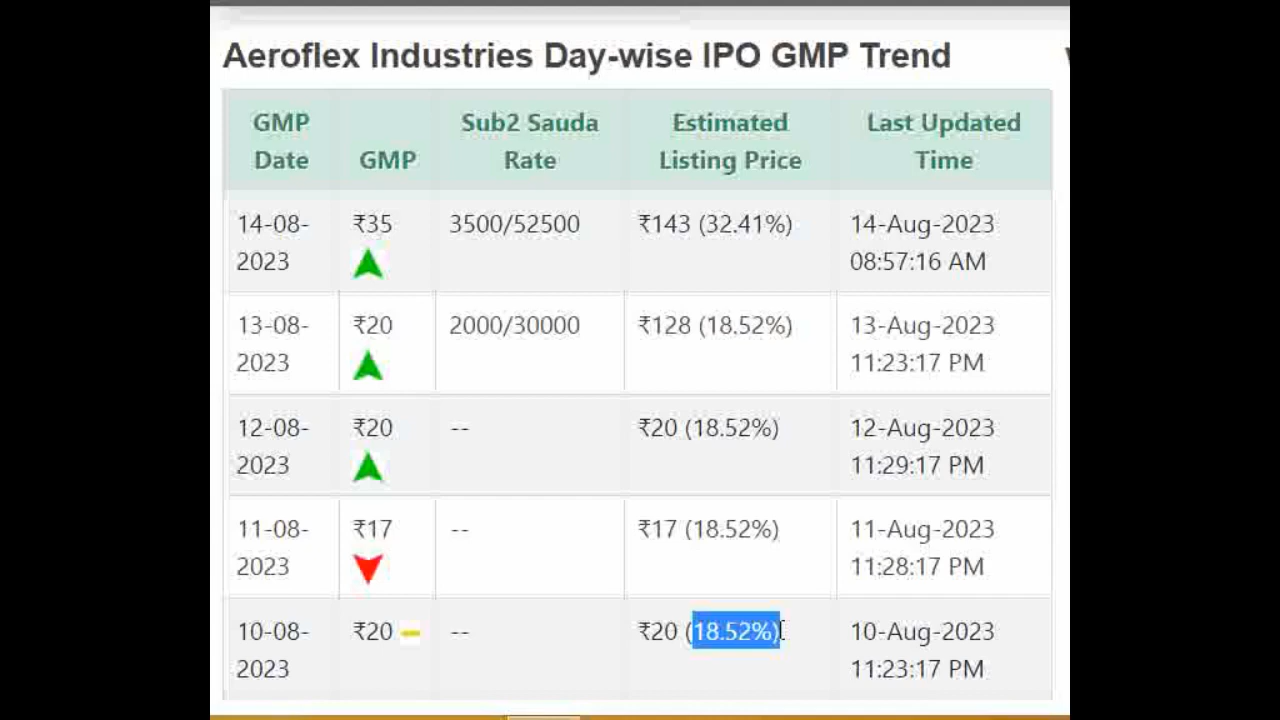 Aeroflex Industries Day-wise IPO GMP Trend
GMP Date GMP Sub2 Sauda Rate Estimated Listing Price Last Updated Time
14-08-2023 ₹35 3500/52500 ₹143 (32.41%) 14-Aug-2023 08:57:16 AM
13-08-2023 ₹20 2000/30000 ₹128 (18.52%) 13-Aug-2023 11:23:17 PM
12-08-2023 ₹20 -- ₹20 (18.52%) 12-Aug-2023 11:29:17 PM
11-08-2023 ₹17 -- ₹17 (18.52%) 11-Aug-2023 11:28:17 PM
10-08-2023 ₹20 -- ₹20 (18.52%) 10-Aug-2023 11:23:17 PM